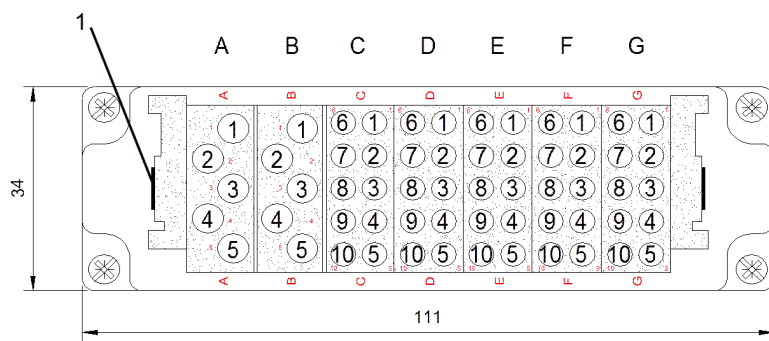 1
A B C D E F G
A B C D E F G
1 1 6 1 6 1 6 1 6 1 6 1
2 2 7 2 7 2 7 2 7 2 7 2
3 3 8 3 8 3 8 3 8 3 8 3
4 4 9 4 9 4 9 4 9 4 9 4
5 5 10 5 10 5 10 5 10 5 10 5
A B C D E F G
34
111